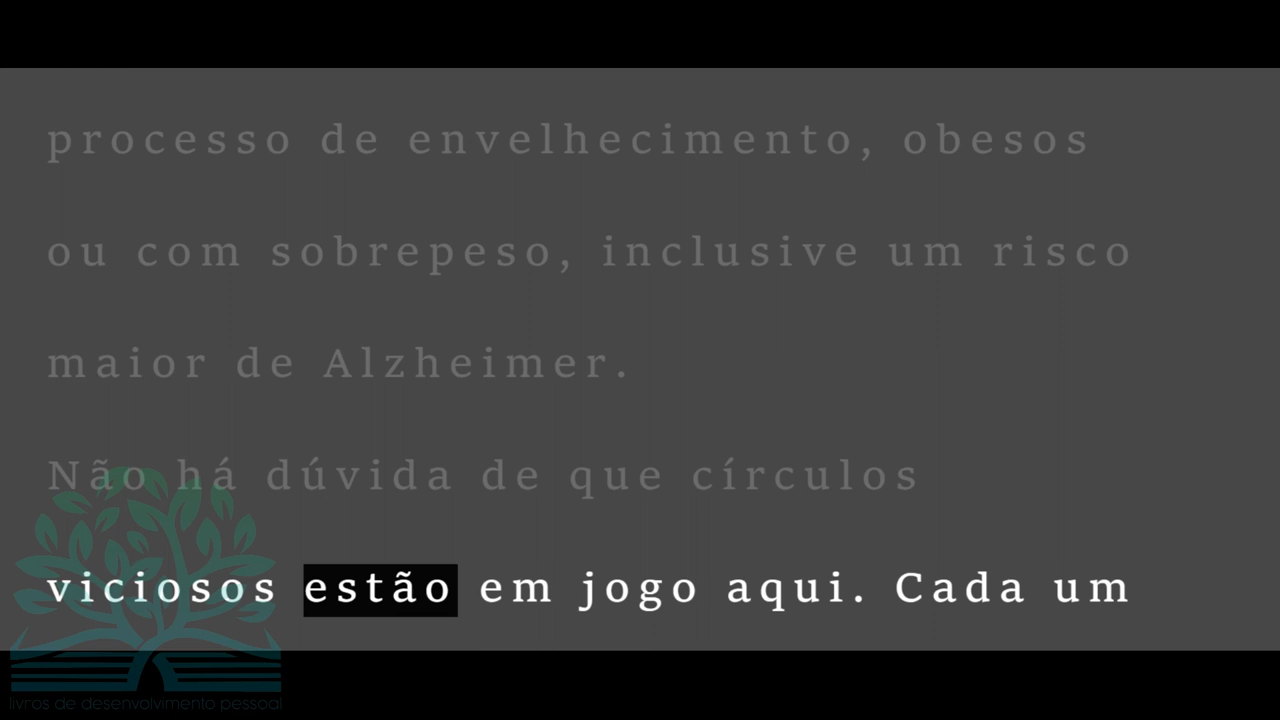 processo de envelhecimento, obesos
ou com sobrepeso, inclusive um risco
maior de Alzheimer.
Não há dúvida de que círculos
viciosos estão em jogo aqui. Cada um
livros de desenvolvimento pessoal